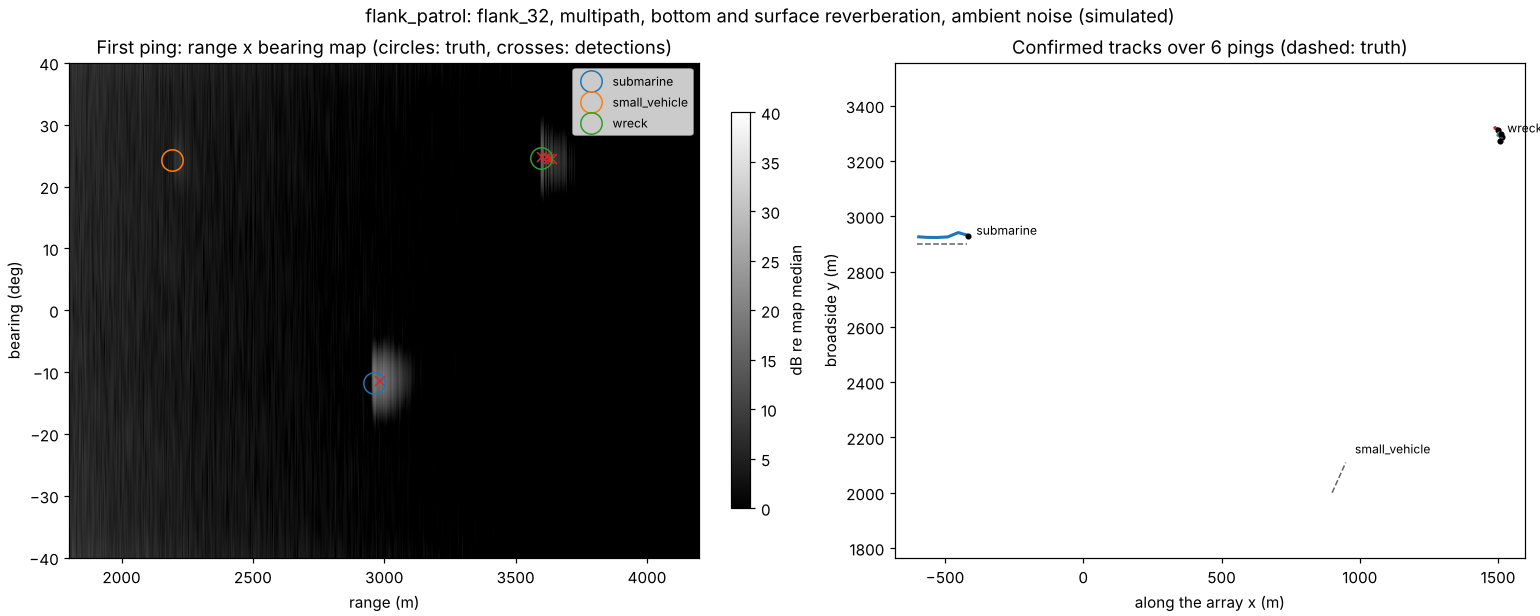 flank_patrol: flank_32, multipath, bottom and surface reverberation, ambient noise (simulated)
First ping: range x bearing map (circles: truth, crosses: detections)
submarine
small_vehicle
wreck
40
30
20
10
0
−10
−20
−30
−40
bearing (deg)
2000
2500
3000
3500
4000
range (m)
40
35
30
25
20
15
10
5
0
dB re map median
Confirmed tracks over 6 pings (dashed: truth)
3400
3200
3000
2800
2600
2400
2200
2000
1800
broadside y (m)
wreck
submarine
small_vehicle
−500
0
500
1000
1500
along the array x (m)